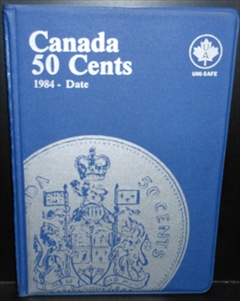 Canada
50 Cents
1984 - Date
UNI-SAFE
50 CENTS